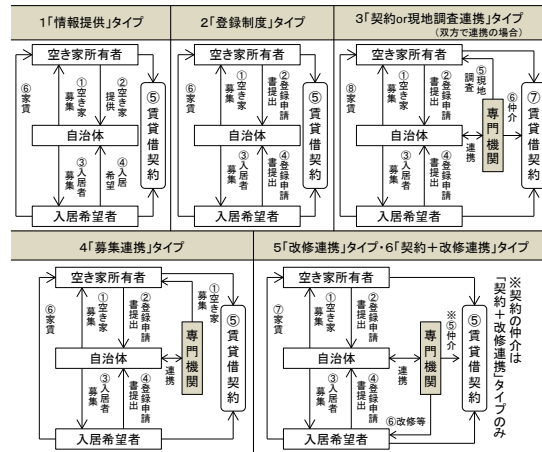 1「情報提供」タイプ
空き家所有者
⑥家賃
①空き家
募集
②空き家
提供
⑤賃貸借契約
自治体
③入居者
募集
④入居
希望
入居希望者
2「登録制度」タイプ
空き家所有者
⑥家賃
①空き家
募集
②登録申請
書提出
⑤賃貸借契約
自治体
③入居者
募集
④登録申請
書提出
入居希望者
3「契約or現地調査連携」タイプ
(双方で連携の場合)
空き家所有者
⑧家賃
①空き家
募集
②登録申請
書提出
⑤現地
調査
専門機関
⑥仲介
⑦賃貸借契約
自治体
連携
③入居者
募集
④登録申請
書提出
入居希望者
4「募集連携」タイプ
空き家所有者
⑥家賃
①空き家
募集
②登録申請
書提出
①空き家
募集
専門機関
⑤賃貸借契約
自治体
連携
③入居者
募集
④登録申請
書提出
入居希望者
5「改修連携」タイプ・6「契約＋改修連携」タイプ
空き家所有者
⑦家賃
①空き家
募集
②登録申請
書提出
専門機関
※⑤仲介
⑤賃貸借契約
※契約の仲介は
「契約＋改修連携」タイプのみ
自治体
連携
③入居者
募集
④登録申請
書提出
⑥改修等
入居希望者